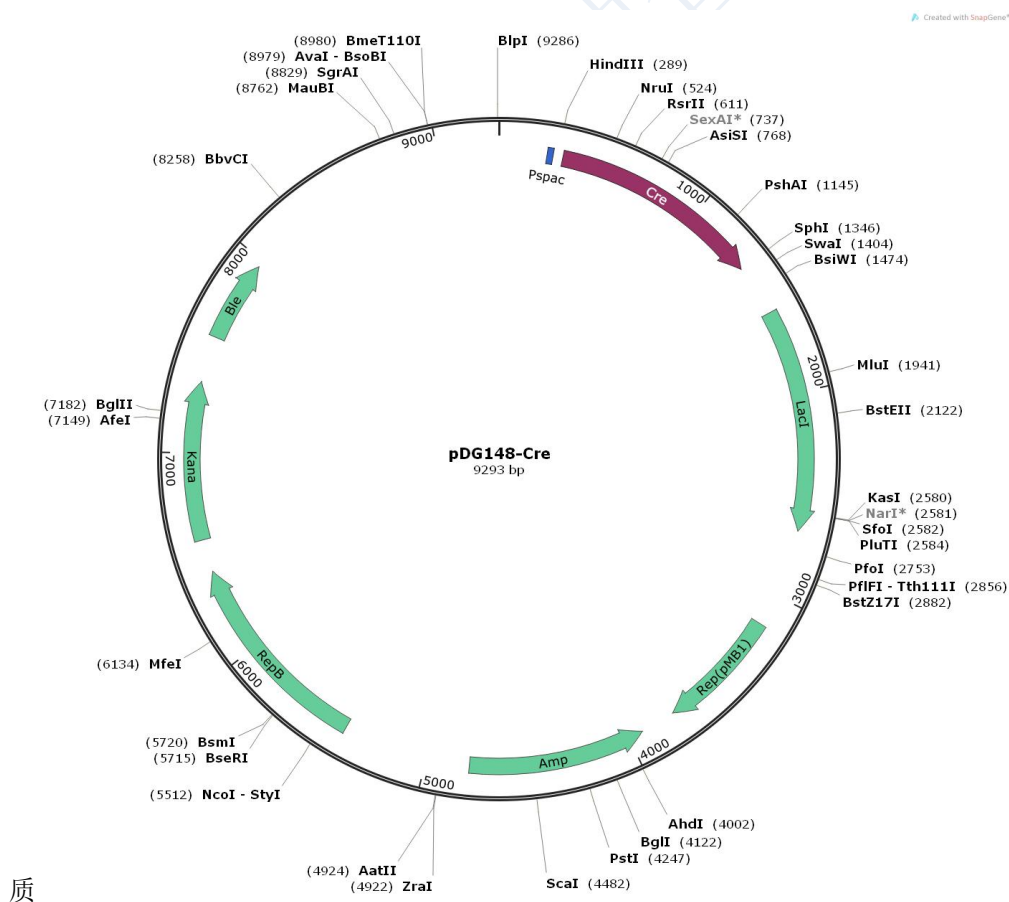 Created with SnapGene®
(8980) BmeT110I
(8979) AvaI - BsoBI
(8829) SgrAI
(8762) MauBI
(8258) BbvCI
BlpI (9286)
HindIII (289)
NruI (524)
RsrII (611)
SexAI* (737)
AsiSI (768)
PshAI (1145)
SphI (1346)
SwaI (1404)
BsiWI (1474)
MluI (1941)
BstEII (2122)
KasI (2580)
NarI* (2581)
SfoI (2582)
PluTI (2584)
PfoI (2753)
PflFI - Tth111I (2856)
BstZ17I (2882)
AhdI (4002)
BglI (4122)
PstI (4247)
ScaI (4482)
(4924) AatII
(4922) ZraI
(5512) NcoI - StyI
(5720) BsmI
(5715) BseRI
(6134) MfeI
(7182) BglII
(7149) AfeI
9000
1000
2000
3000
4000
5000
6000
7000
8000
Pspac
Cre
LacI
Rep(pMB1)
Amp
RepB
Kana
Ble
pDG148-Cre
9293 bp
质